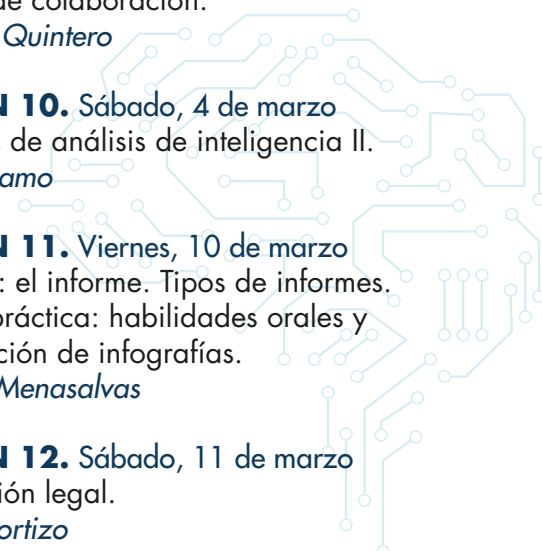 de colaboración.
Quintero
N 10. Sábado, 4 de marzo
de análisis de inteligencia II.
amo
N 11. Viernes, 10 de marzo
: el informe. Tipos de informes.
práctica: habilidades orales y
ción de infografías.
Menasalvas
N 12. Sábado, 11 de marzo
ión legal.
ortizo